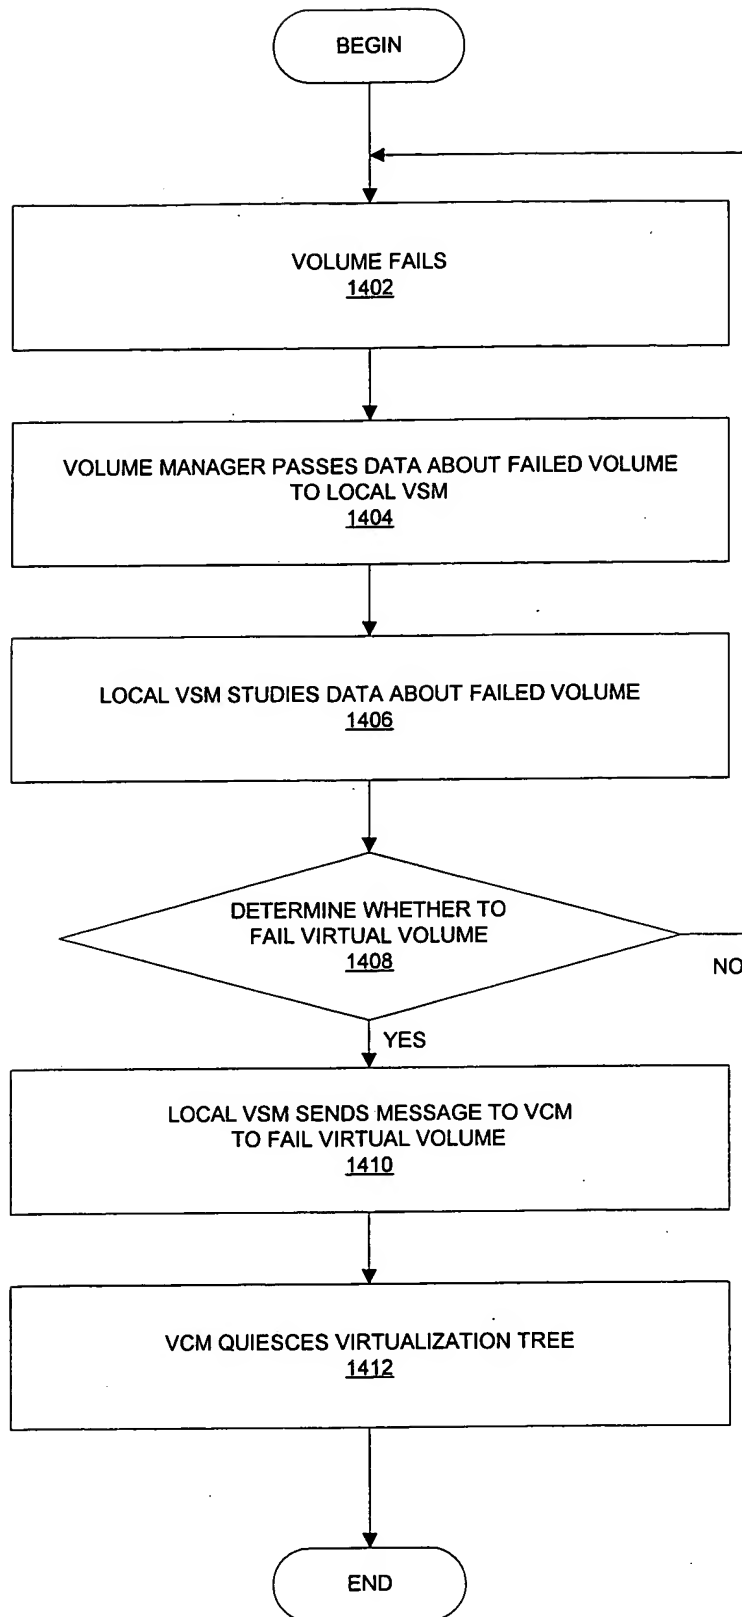 BEGIN
VOLUME FAILS
1402
VOLUME MANAGER PASSES DATA ABOUT FAILED VOLUME
TO LOCAL VSM
1404
LOCAL VSM STUDIES DATA ABOUT FAILED VOLUME
1406
DETERMINE WHETHER TO
FAIL VIRTUAL VOLUME
1408
NO
YES
LOCAL VSM SENDS MESSAGE TO VCM
TO FAIL VIRTUAL VOLUME
1410
VCM QUIESCES VIRTUALIZATION TREE
1412
END